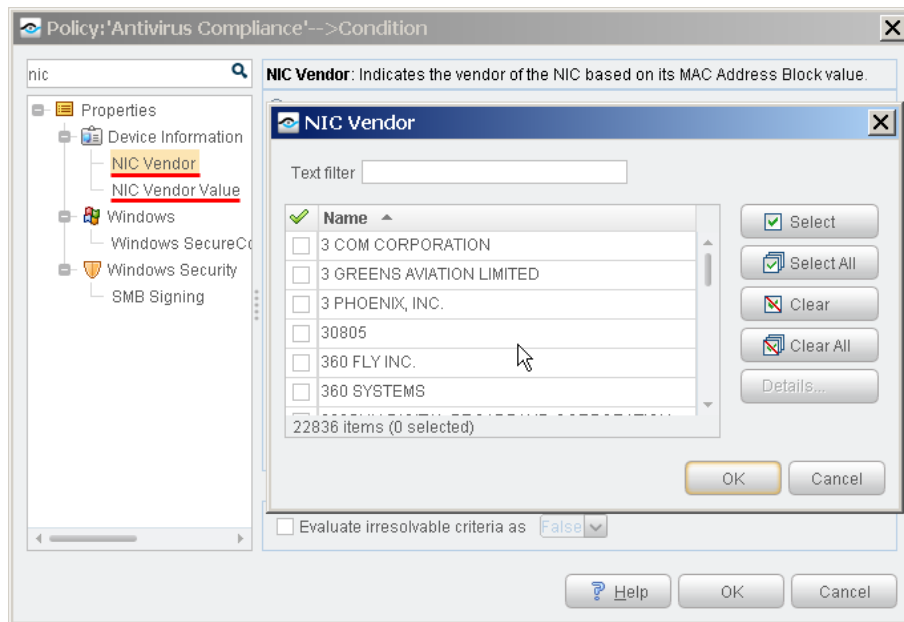 Policy:'Antivirus Compliance'-->Condition
nic
NIC Vendor: Indicates the vendor of the NIC based on its MAC Address Block value.
Properties
Device Information
NIC Vendor
NIC Vendor Value
Windows
Windows SecureCo
Windows Security
SMB Signing
NIC Vendor
Text filter
Name
3 COM CORPORATION
3 GREENS AVIATION LIMITED
3 PHOENIX, INC.
30805
360 FLY INC.
360 SYSTEMS
22836 items (0 selected)
Select
Select All
Clear
Clear All
Details...
OK Cancel
Evaluate irresolvable criteria as False
Help OK Cancel